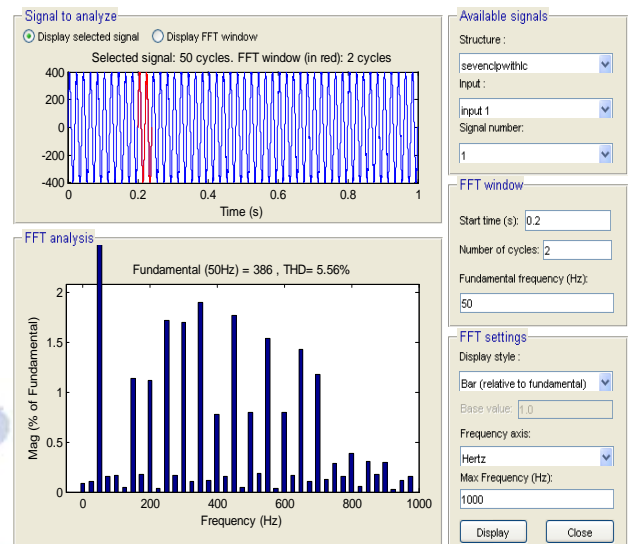 Signal to analyze
Display selected signal Display FFT window
Selected signal: 50 cycles. FFT window (in red): 2 cycles
400
200
0
-200
-400
0 0.2 0.4 0.6 0.8 1
Time (s)
FFT analysis
Fundamental (50Hz) = 386 , THD= 5.56%
2
1.5
1
0.5
0
Mag (% of Fundamental)
0 200 400 600 800 1000
Frequency (Hz)
Available signals
Structure :
sevenclpwithlc
Input :
input 1
Signal number:
1
FFT window
Start time (s): 0.2
Number of cycles: 2
Fundamental frequency (Hz):
50
FFT settings
Display style :
Bar (relative to fundamental)
Base value: 1.0
Frequency axis:
Hertz
Max Frequency (Hz):
1000
Display Close